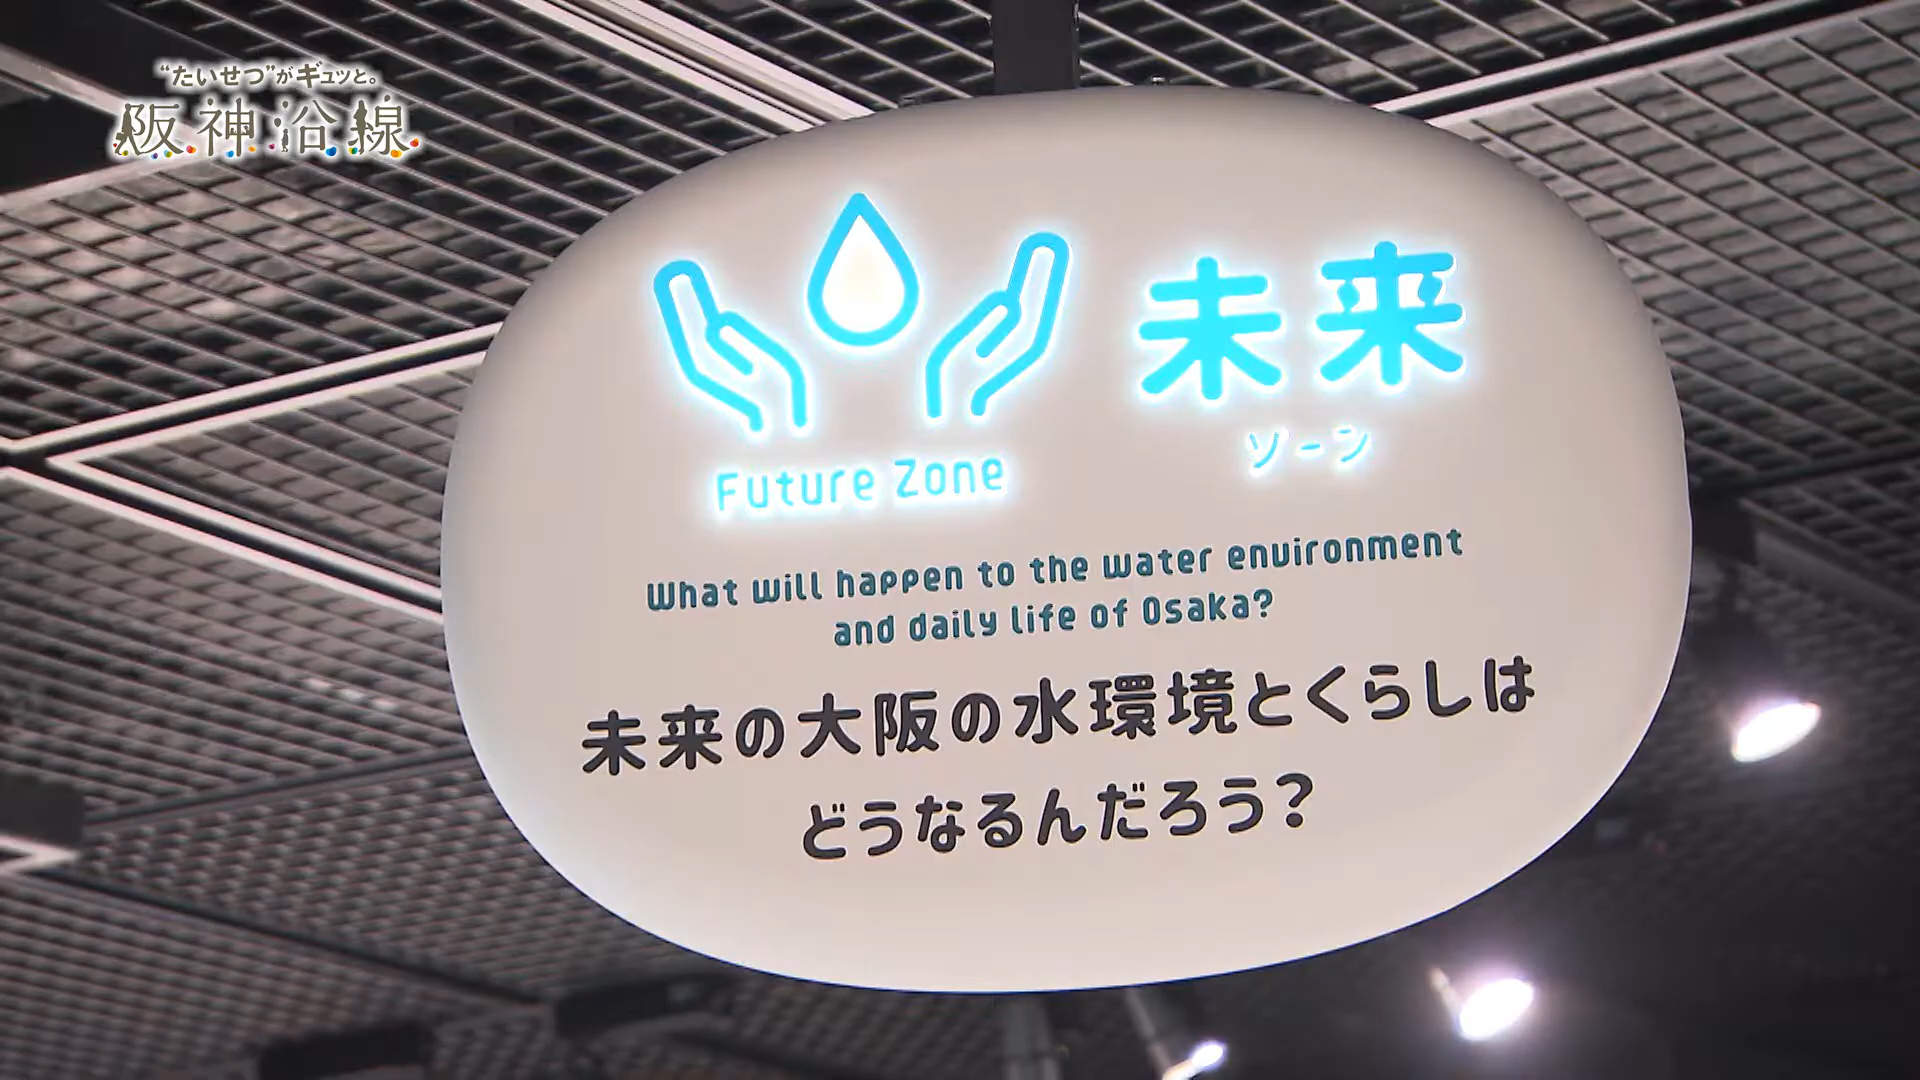 “たいせつ”がギュッと。
阪神沿線
未来
ゾーン
Future Zone
What will happen to the water environment
and daily life of Osaka?
未来の大阪の水環境とくらしは
どうなるんだろう?